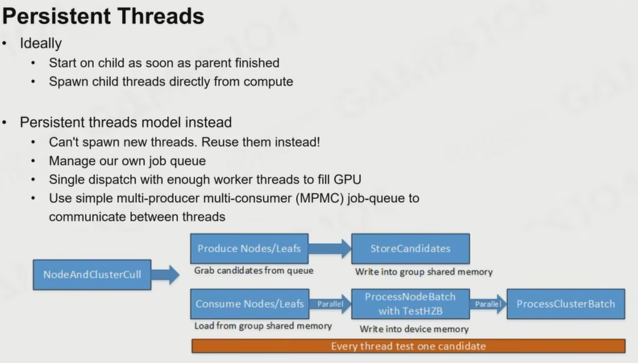 Persistent Threads
• Ideally
• Start on child as soon as parent finished
• Spawn child threads directly from compute
• Persistent threads model instead
• Can't spawn new threads. Reuse them instead!
• Manage our own job queue
• Single dispatch with enough worker threads to fill GPU
• Use simple multi-producer multi-consumer (MPMC) job-queue to
communicate between threads
NodeAndClusterCull
Produce Nodes/Leafs
Grab candidates from queue
StoreCandidates
Write into group shared memory
Consume Nodes/Leafs
Load from group shared memory
Parallel
ProcessNodeBatch
with TestHZB
Write into device memory
Parallel
ProcessClusterBatch
Every thread test one candidate
GAMES104